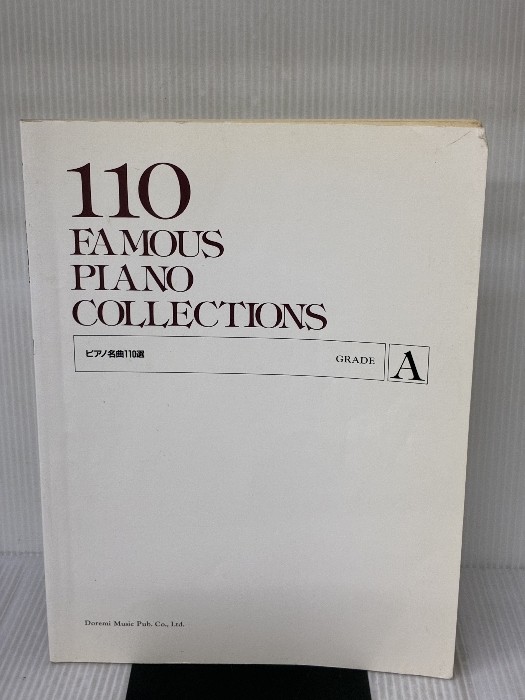 110
FAMOUS
PIANO
COLLECTIONS
ピアノ名曲110選
GRADE A
Doremi Music Pub. Co., Ltd.